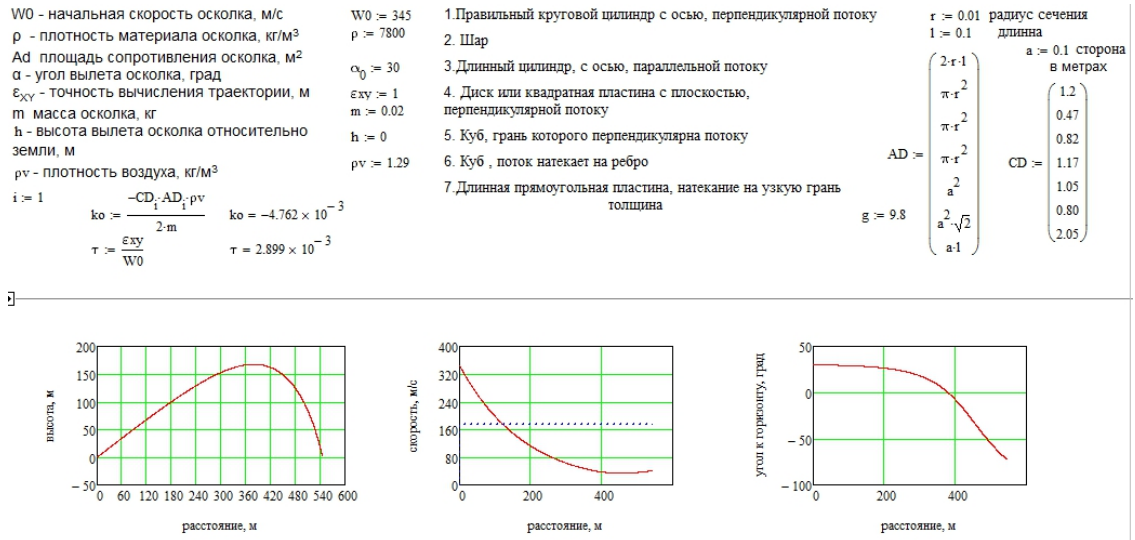 W0 - начальная скорость осколка, м/с
ρ - плотность материала осколка, кг/м³
Ad площадь сопротивления осколка, м²
α - угол вылета осколка, град
εXY - точность вычисления траектории, м
m масса осколка, кг
h - высота вылета осколка относительно
земли, м
ρv - плотность воздуха, кг/м³
W0 := 345
ρ := 7800
α0 := 30
εxy := 1
m := 0.02
h := 0
ρv := 1.29
i := 1
ko := −CDi·ADi·ρv / 2·m
ko = −4.762 × 10⁻³
τ := εxy / W0
τ = 2.899 × 10⁻³
1.Правильный круговой цилиндр с осью, перпендикулярной потоку
2. Шар
3.Длинный цилиндр, с осью, параллельной потоку
4. Диск или квадратная пластина с плоскостью,
перпендикулярной потоку
5. Куб, грань которого перпендикулярна потоку
6. Куб , поток натекает на ребро
7.Длинная прямоугольная пластина, натекание на узкую грань
толщина
r := 0.01 радиус сечения
l := 0.1 длинна
a := 0.1 сторона
в метрах
AD :=
2·r·l
π·r²
π·r²
π·r²
a²
a²·√2
a·l
CD :=
1.2
0.47
0.82
1.17
1.05
0.80
2.05
g := 9.8
высота, м
200
150
100
50
0
− 50
0 60 120 180 240 300 360 420 480 540 600
расстояние, м
скорость, м/с
400
320
240
160
80
0
0 200 400
расстояние, м
угол к горизонту, град
50
0
− 50
− 100
0 200 400
расстояние, м